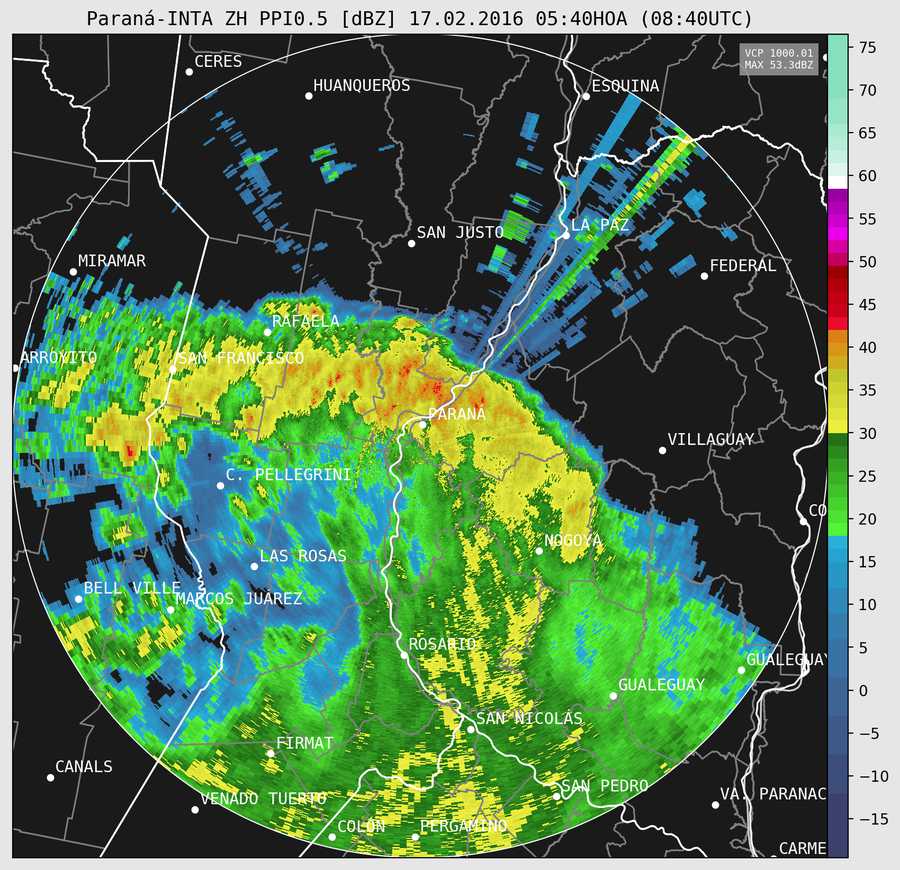 Paraná-INTA ZH PPI0.5 [dBZ] 17.02.2016 05:40HOA (08:40UTC)
VCP 1000.01
MAX 53.3dBZ
CERES
HUANQUEROS
ESQUINA
SAN JUSTO
LA PAZ
MIRAMAR
FEDERAL
RAFAELA
ARROYITO
SAN FRANCISCO
PARANÁ
VILLAGUAY
C. PELLEGRINI
CO
NOGOYÁ
LAS ROSAS
BELL VILLE
MARCOS JUÁREZ
ROSARIO
GUALEGUAY
GUALEGUAY
SAN NICOLÁS
FIRMAT
CANALS
SAN PEDRO
VENADO TUERTO
VA. PARANAC
COLÓN
PERGAMINO
CARME
75
70
65
60
55
50
45
40
35
30
25
20
15
10
5
0
−5
−10
−15